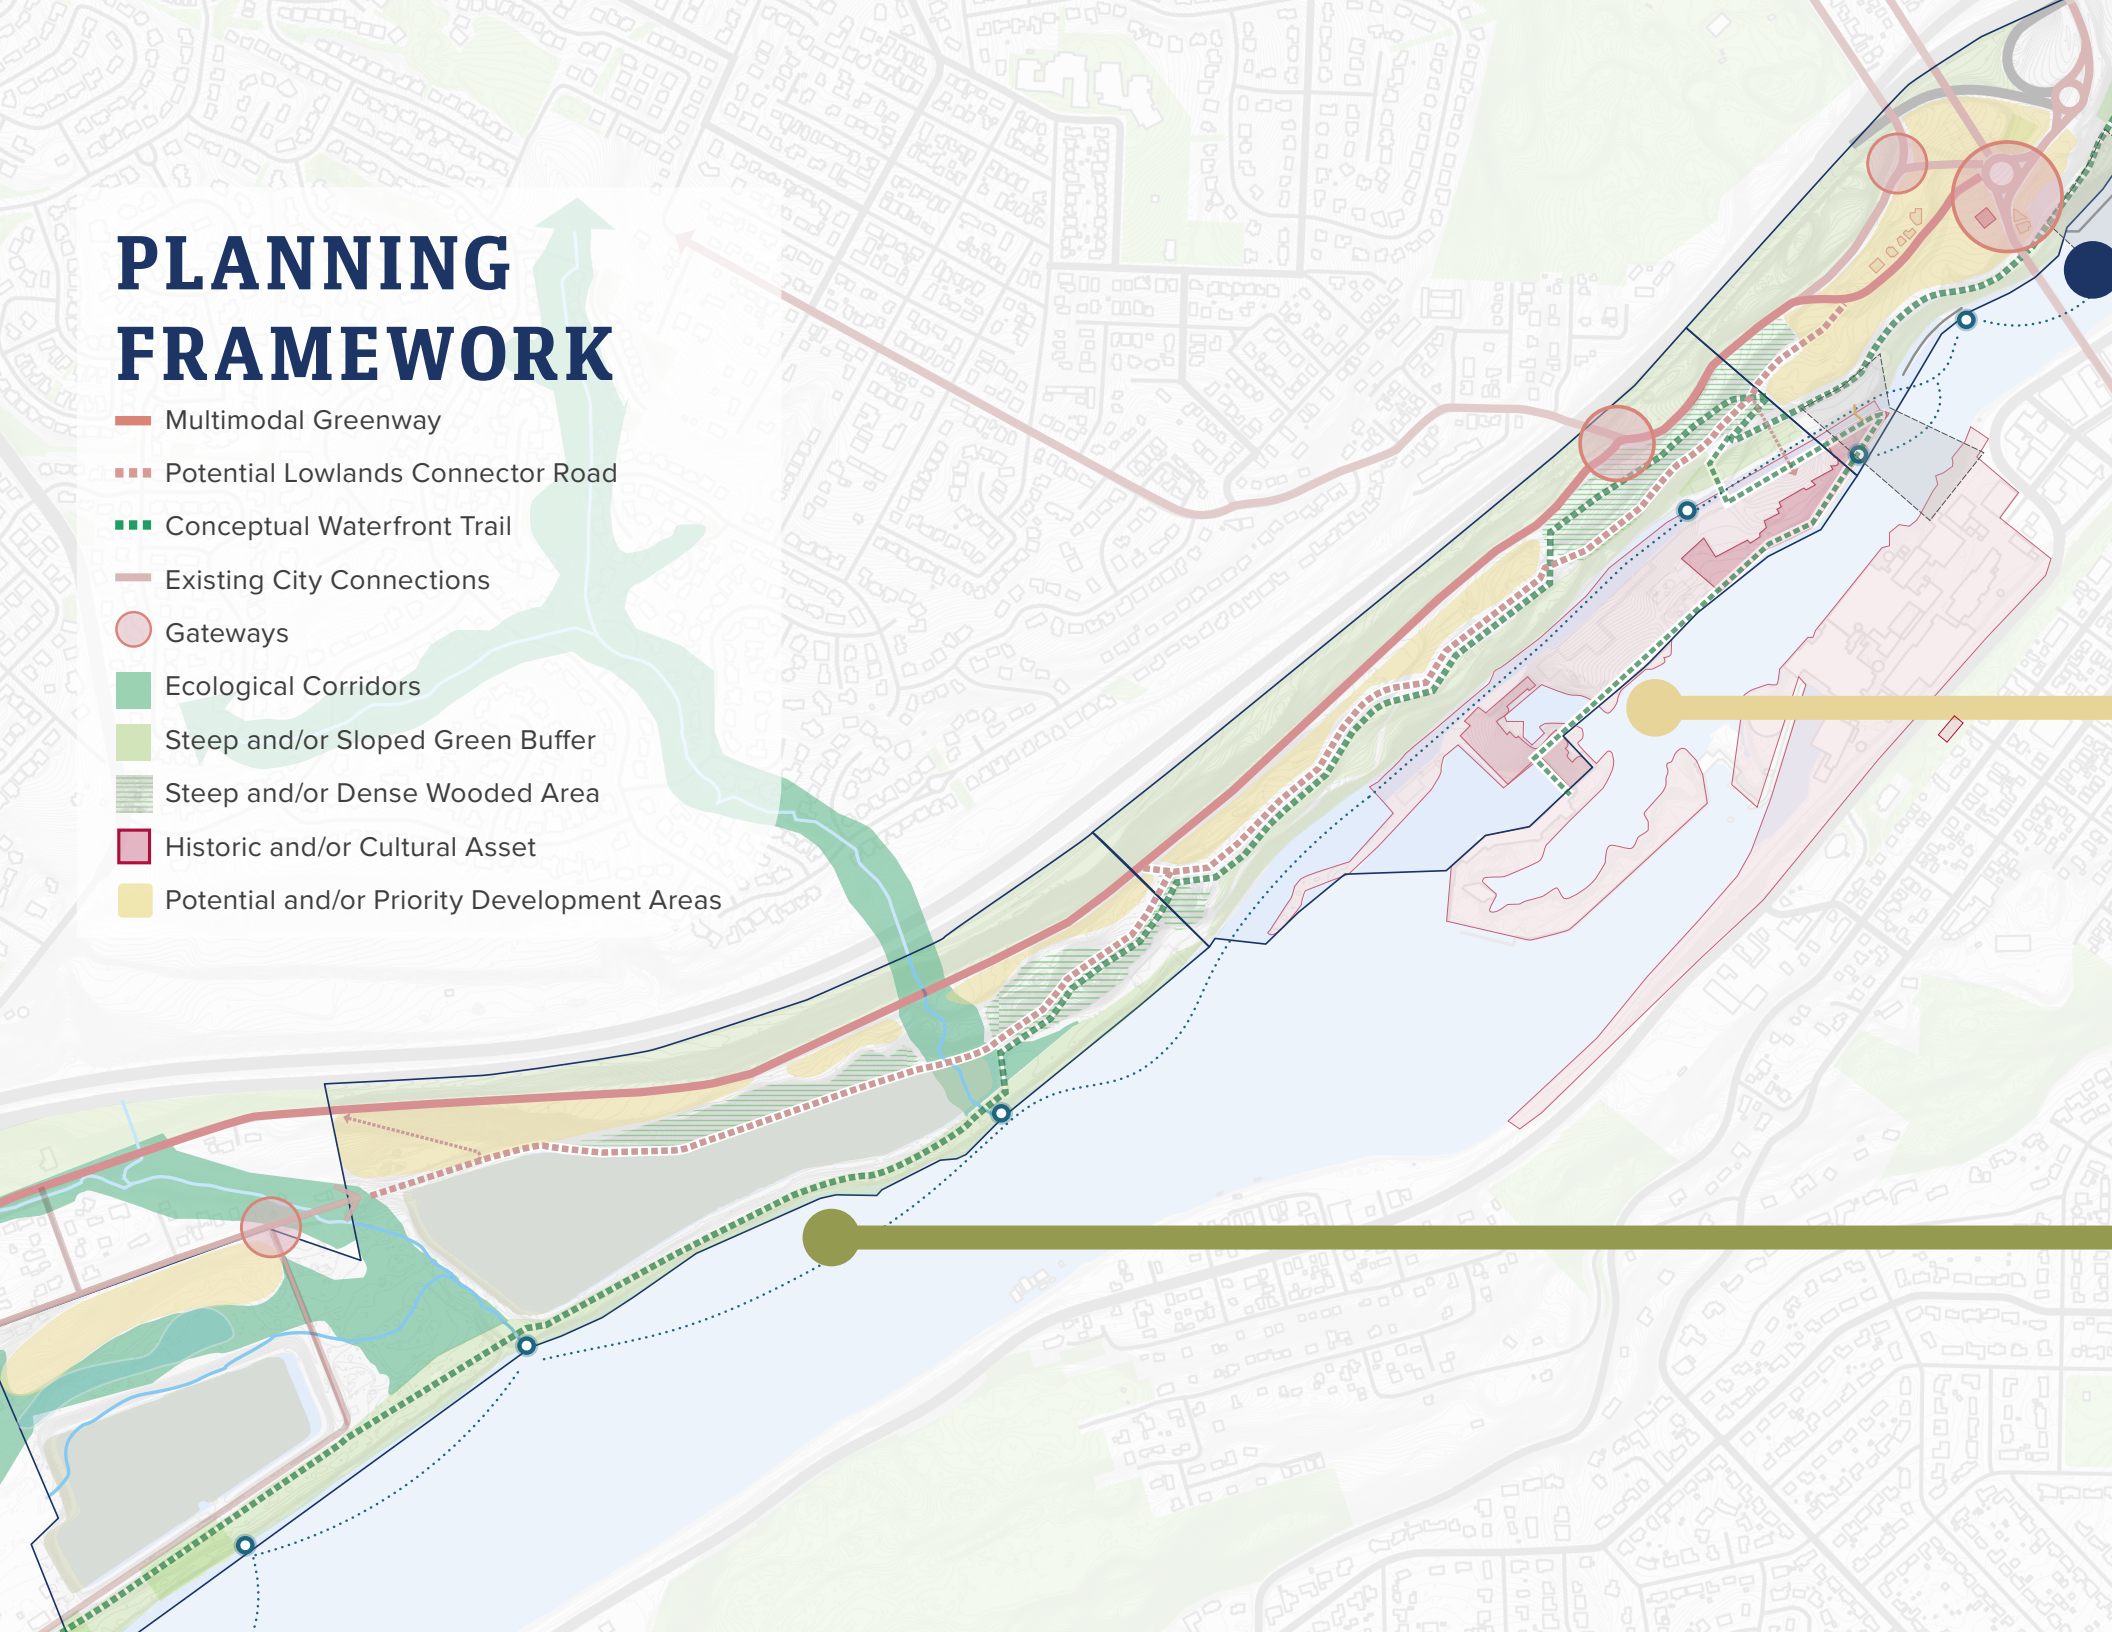 PLANNING
FRAMEWORK
Multimodal Greenway
Potential Lowlands Connector Road
Conceptual Waterfront Trail
Existing City Connections
Gateways
Ecological Corridors
Steep and/or Sloped Green Buffer
Steep and/or Dense Wooded Area
Historic and/or Cultural Asset
Potential and/or Priority Development Areas